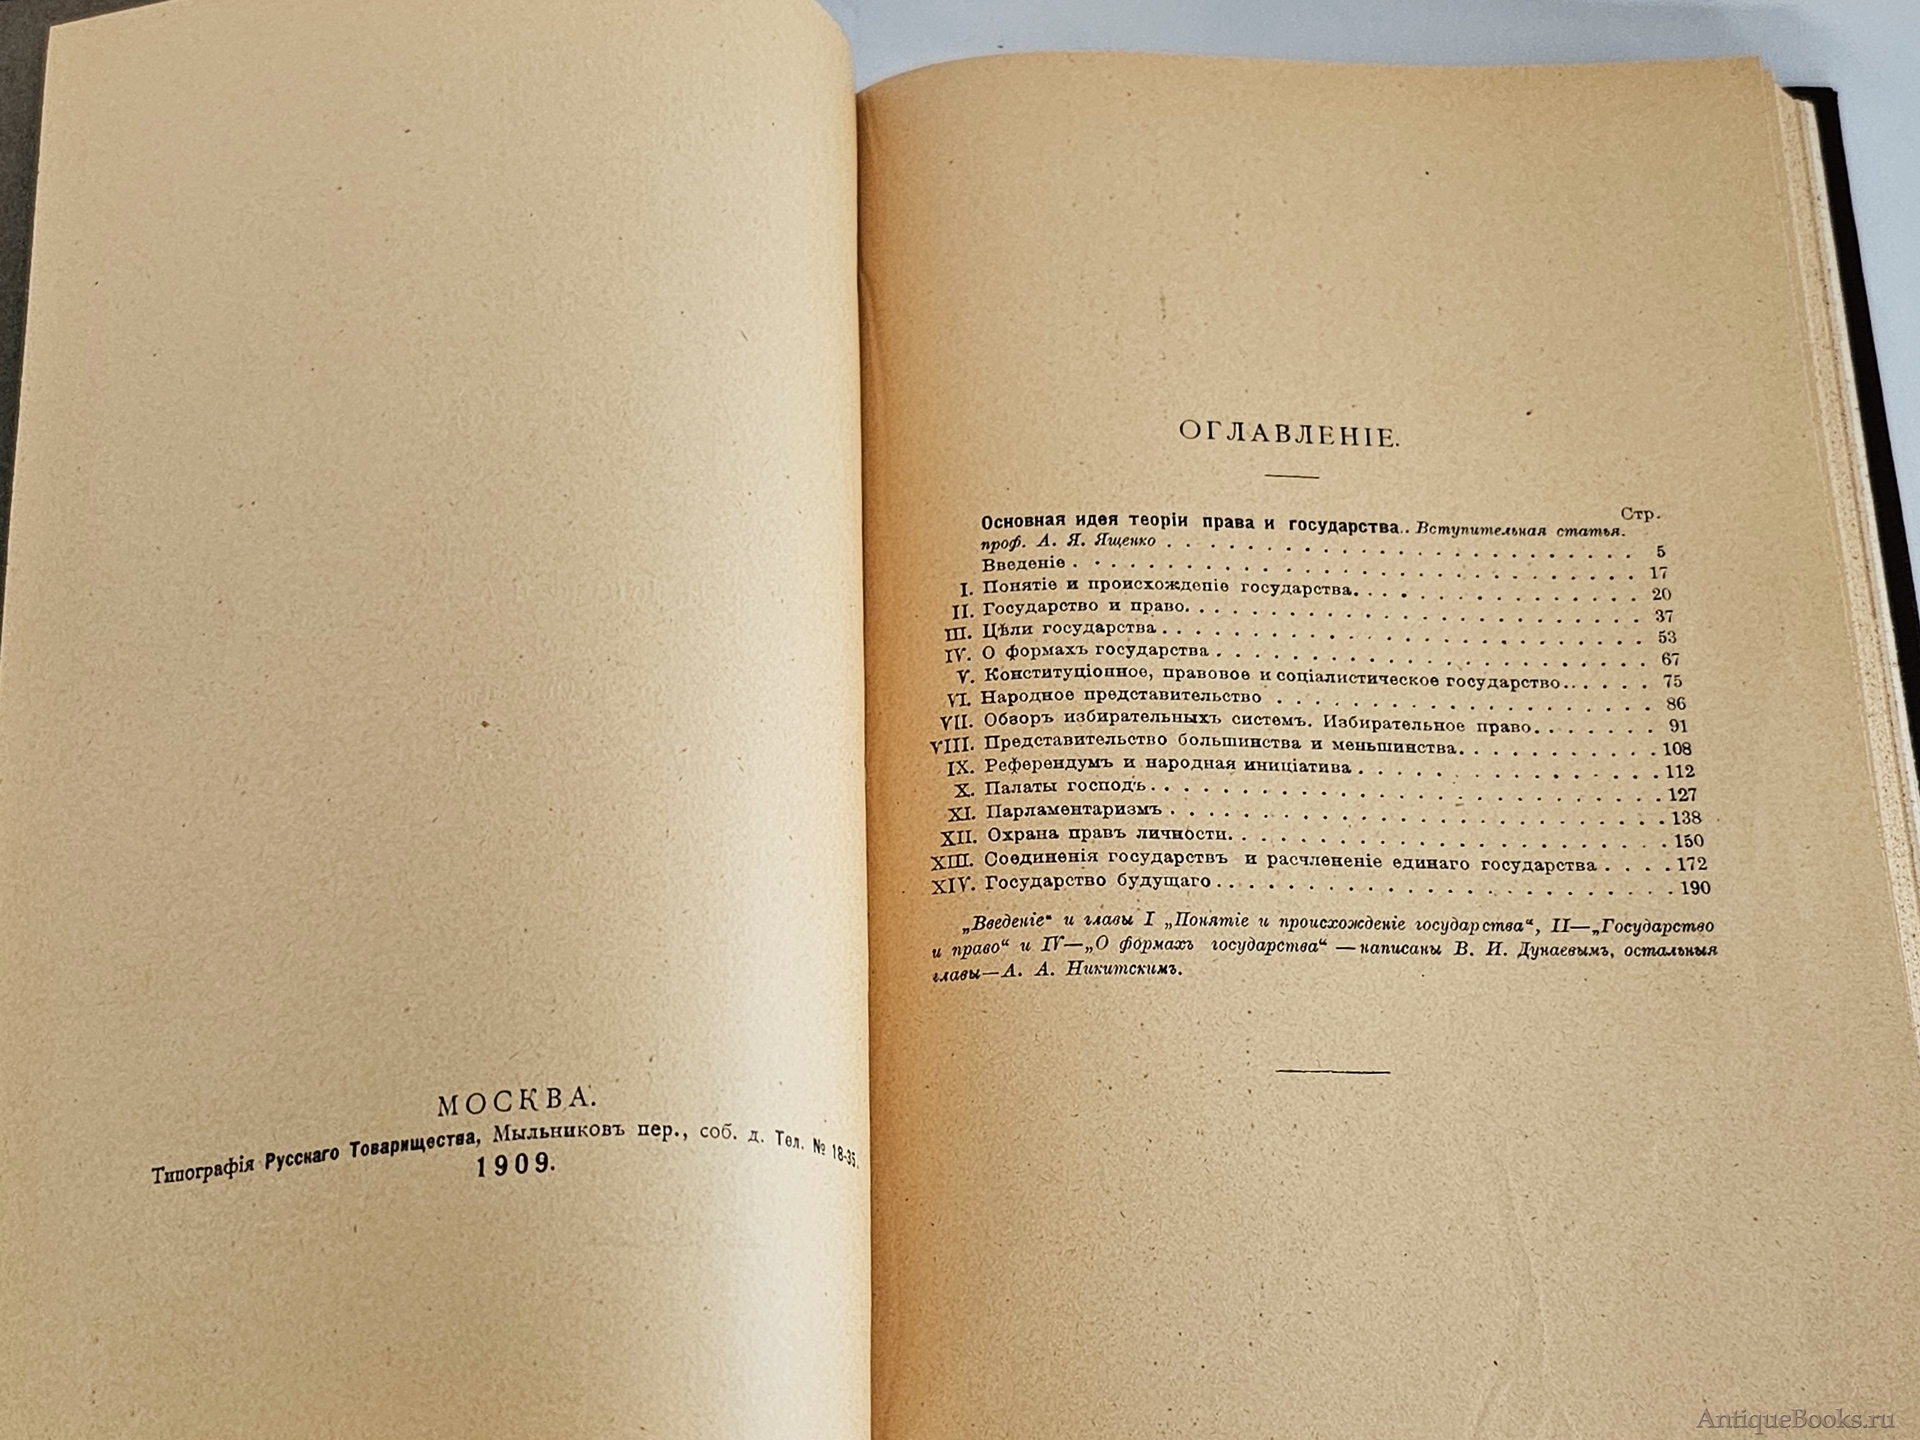 МОСКВА.
Типографія Русскаго Товарищества, Мыльниковъ пер., соб. д. Тел. № 18-35.
1909.
ОГЛАВЛЕНІЕ.
Стр.
Основная идея теоріи права и государства.. Вступительная статья.
проф. А. Я. Ященко . . . . . . . . . . . . . . . . . . . . . . 5
Введеніе . . . . . . . . . . . . . . . . . . . . . . . . . . 17
I. Понятіе и происхожденіе государства. . . . . . . . . . . . . . 20
II. Государство и право. . . . . . . . . . . . . . . . . . . . . 37
III. Цѣли государства . . . . . . . . . . . . . . . . . . . . . . 53
IV. О формахъ государства . . . . . . . . . . . . . . . . . . . . 67
V. Конституціонное, правовое и соціалистическое государство. . . . . . 75
VI. Народное представительство . . . . . . . . . . . . . . . . . 86
VII. Обзоръ избирательныхъ системъ. Избирательное право. . . . . . . 91
VIII. Представительство большинства и меньшинства. . . . . . . . . . 108
IX. Референдумъ и народная иниціатива . . . . . . . . . . . . . . 112
X. Палаты господъ . . . . . . . . . . . . . . . . . . . . . . . 127
XI. Парламентаризмъ . . . . . . . . . . . . . . . . . . . . . . 138
XII. Охрана правъ личности. . . . . . . . . . . . . . . . . . . . 150
XIII. Соединенія государствъ и расчлененіе единаго государства . . . . 172
XIV. Государство будущаго . . . . . . . . . . . . . . . . . . . . 190
„Введеніе“ и главы I „Понятіе и происхожденіе государства“, II—„Государство
и право“ и IV—„О формахъ государства“ — написаны В. И. Дунаевымъ, остальныя
главы—А. А. Никитскимъ.
AntiqueBooks.ru